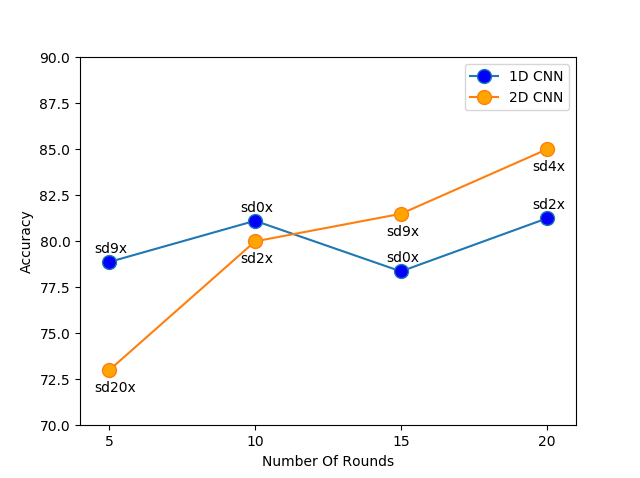 90.0
87.5
85.0
82.5
80.0
77.5
75.0
72.5
70.0
Accuracy
1D CNN
2D CNN
sd9x
sd0x
sd0x
sd2x
sd20x
sd2x
sd9x
sd4x
5 10 15 20
Number Of Rounds